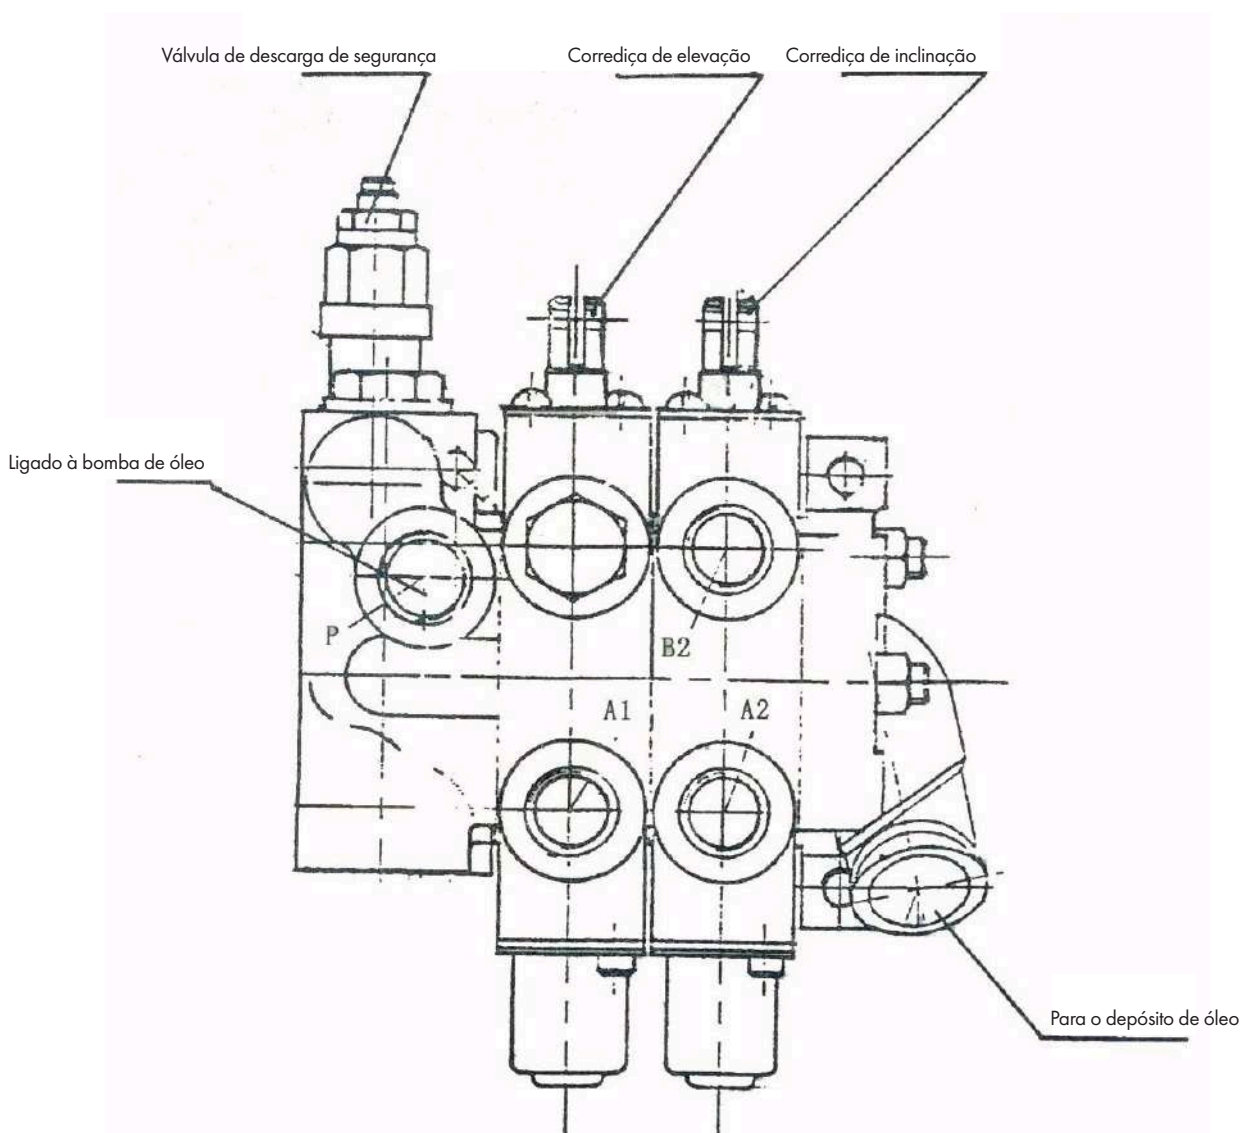 Válvula de descarga de segurança
Corrediça de elevação
Corrediça de inclinação
Ligado à bomba de óleo
P
B2
A1
A2
Para o depósito de óleo